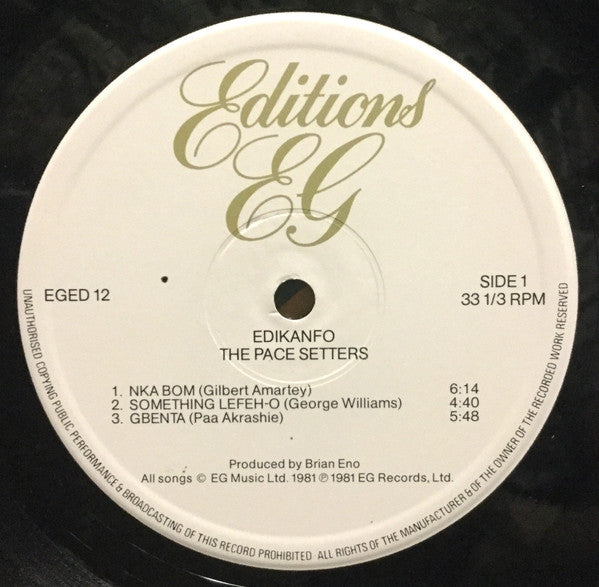 Editions
EG
EGED 12
SIDE 1
33 1/3 RPM
EDIKANFO
THE PACE SETTERS
1. NKA BOM (Gilbert Amartey) 6:14
2. SOMETHING LEFEH-O (George Williams) 4:40
3. GBENTA (Paa Akrashie) 5:48
Produced by Brian Eno
All songs © EG Music Ltd. 1981 ℗ 1981 EG Records, Ltd.
UNAUTHORISED COPYING PUBLIC PERFORMANCE & BROADCASTING OF THIS RECORD PROHIBITED. ALL RIGHTS OF THE MANUFACTURER & OF THE OWNER OF THE RECORDED WORK RESERVED